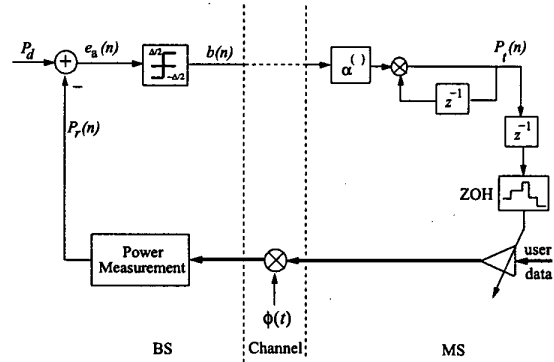 P_d
e_a(n)
Δ/2
-Δ/2
b(n)
α^( )
P_t(n)
z^-1
z^-1
P_r(n)
ZOH
Power
Measurement
user
data
ϕ(t)
BS
Channel
MS
+
−